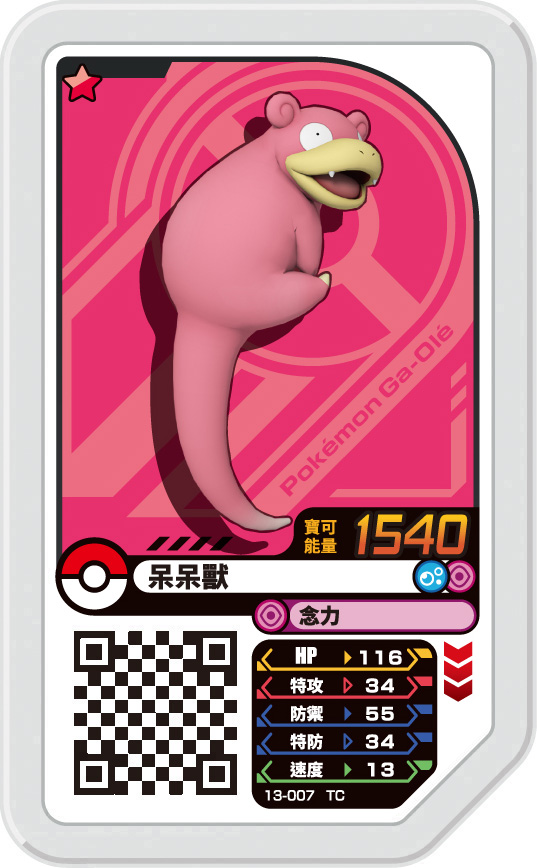 Pokémon Ga-Olé
寶可
能量 1540
呆呆獸
念力
HP 116
特攻 34
防禦 55
特防 34
速度 13
13-007 TC